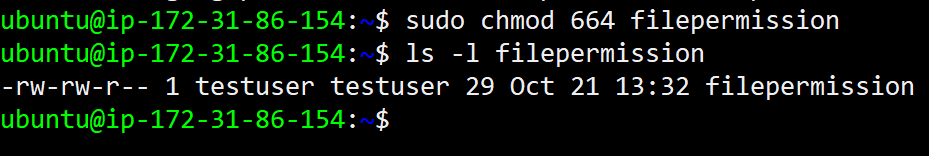 ubuntu@ip-172-31-86-154:~$ sudo chmod 664 filepermission
ubuntu@ip-172-31-86-154:~$ ls -l filepermission
-rw-rw-r-- 1 testuser testuser 29 Oct 21 13:32 filepermission
ubuntu@ip-172-31-86-154:~$